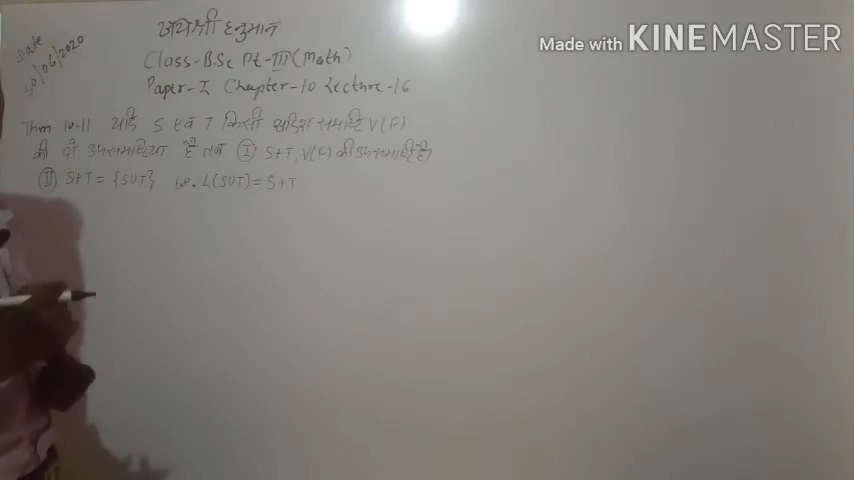 Made with KINEMASTER
जयश्री हनुमान
Date 30/06/2020
Class-B.Sc Pt-III (Math)
Paper-I Chapter-10 Lecture-16
Thm 10.11 यदि S एवं T किसी सदिश समष्टि V(F)
की दो उपसमष्टियां है तब (I) S+T, V(F) की उपसमष्टि है।
(II) S+T = {SUT} i.e. L(SUT) = S+T